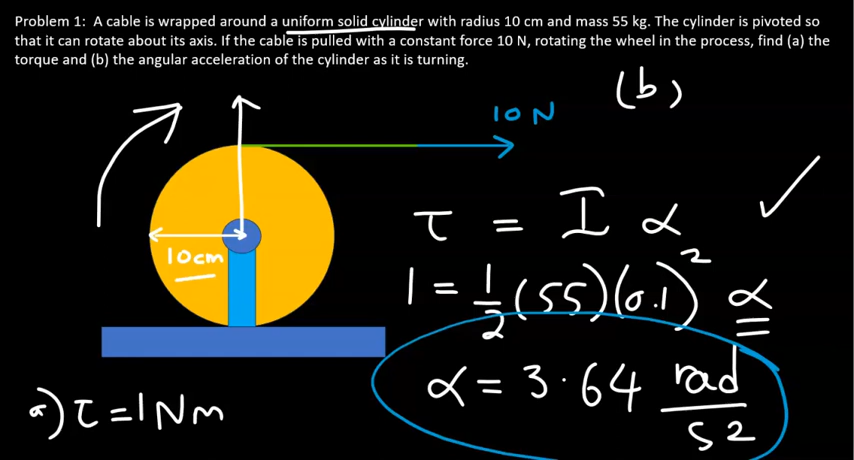 Problem 1: A cable is wrapped around a uniform solid cylinder with radius 10 cm and mass 55 kg. The cylinder is pivoted so
that it can rotate about its axis. If the cable is pulled with a constant force 10 N, rotating the wheel in the process, find (a) the
torque and (b) the angular acceleration of the cylinder as it is turning.
(b)
10 N
τ = I α
10cm
1 = 1/2 (55)(0.1)² α
α = 3.64 rad/s²
a) τ = 1 Nm